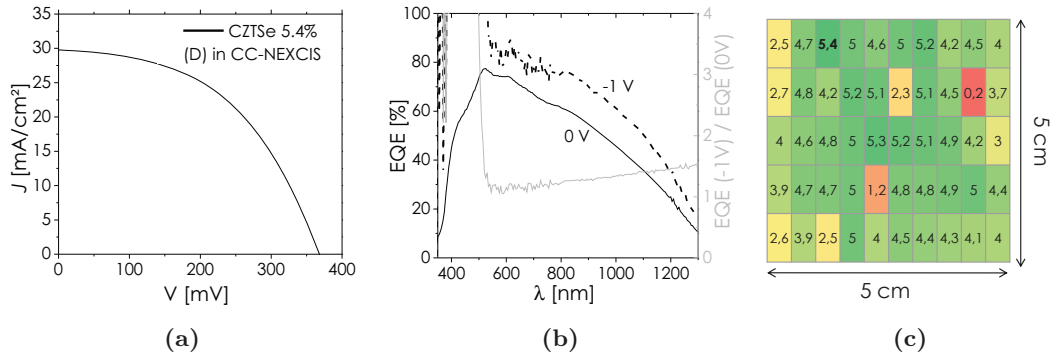 35
30
25
20
15
10
5
0
J [mA/cm²]
CZTSe 5.4%
(D) in CC-NEXCIS
0 100 200 300 400
V [mV]
(a)
100
80
60
40
20
0
EQE [%]
-1 V
0 V
400 600 800 1000 1200
λ [nm]
4
3
2
1
0
EQE (-1V) / EQE (0V)
(b)
2,5 4,7 5,4 5 4,6 5 5,2 4,2 4,5 4
2,7 4,8 4,2 5,2 5,1 2,3 5,1 4,5 0,2 3,7
4 4,6 4,8 5 5,3 5,2 5,1 4,9 4,2 3
3,9 4,7 4,7 5 1,2 4,8 4,8 4,9 5 4,4
2,6 3,9 2,5 5 4 4,5 4,4 4,3 4,1 4
5 cm
5 cm
(c)